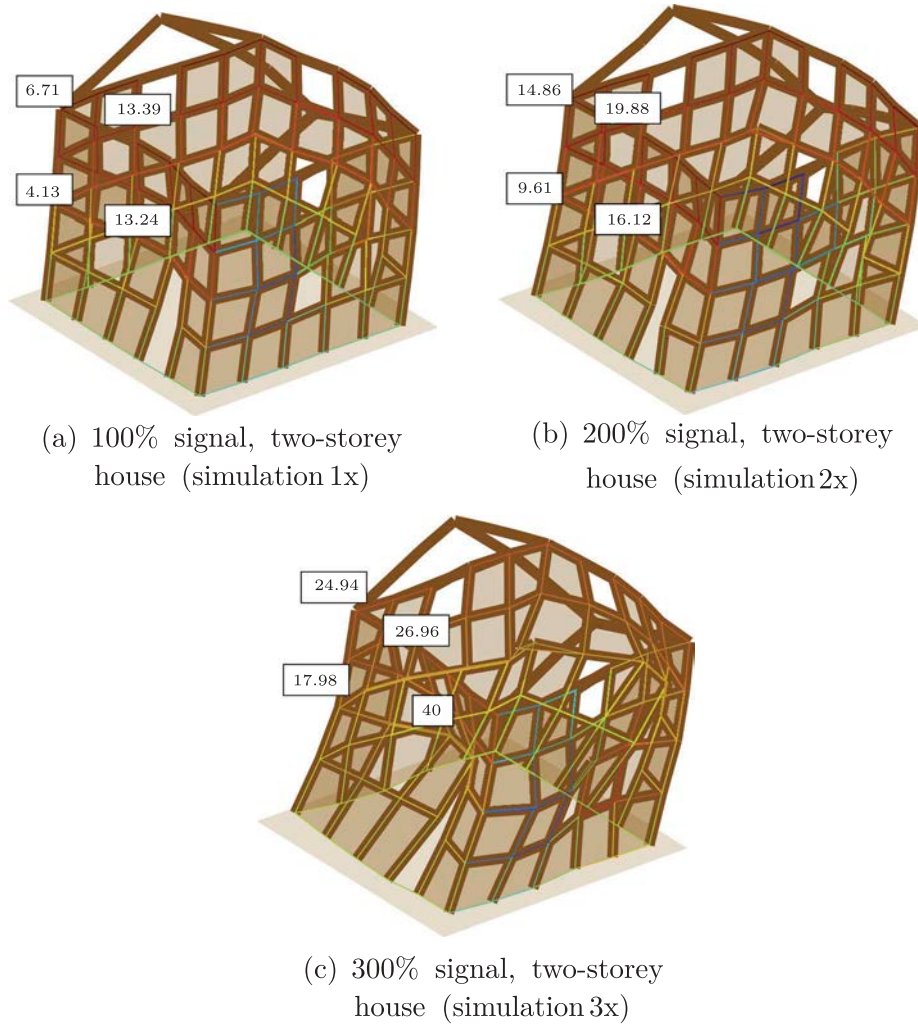 6.71
13.39
4.13
13.24
14.86
19.88
9.61
16.12
(a) 100% signal, two-storey
house (simulation 1x)
(b) 200% signal, two-storey
house (simulation 2x)
24.94
26.96
17.98
40
(c) 300% signal, two-storey
house (simulation 3x)